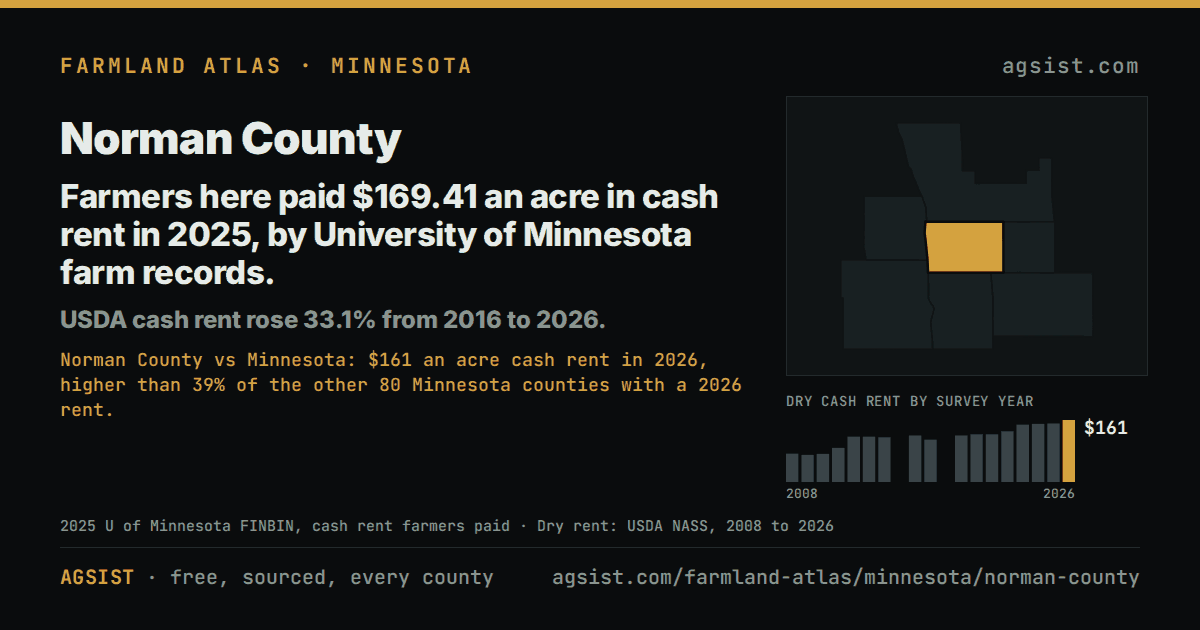 FARMLAND ATLAS · MINNESOTA
agsist.com
Norman County
Farmers here paid $169.41 an acre in cash
rent in 2025, by University of Minnesota
farm records.
USDA cash rent rose 33.1% from 2016 to 2026.
Norman County vs Minnesota: $161 an acre cash rent in 2026,
higher than 39% of the other 80 Minnesota counties with a 2026
rent.
DRY CASH RENT BY SURVEY YEAR
$161
2008
2026
2025 U of Minnesota FINBIN, cash rent farmers paid · Dry rent: USDA NASS, 2008 to 2026
AGSIST · free, sourced, every county
agsist.com/farmland-atlas/minnesota/norman-county